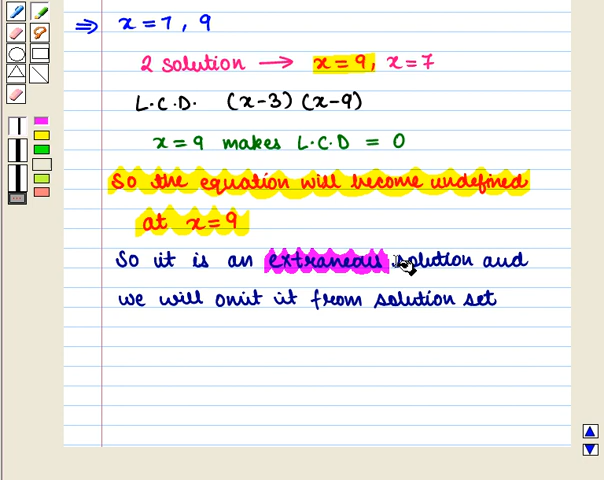 ⇒ x = 7, 9
2 solution → x = 9, x = 7
L.C.D. (x-3) (x-9)
x = 9 makes L.C.D = 0
So the equation will become undefined
at x = 9
So it is an extraneous solution and
we will omit it from solution set